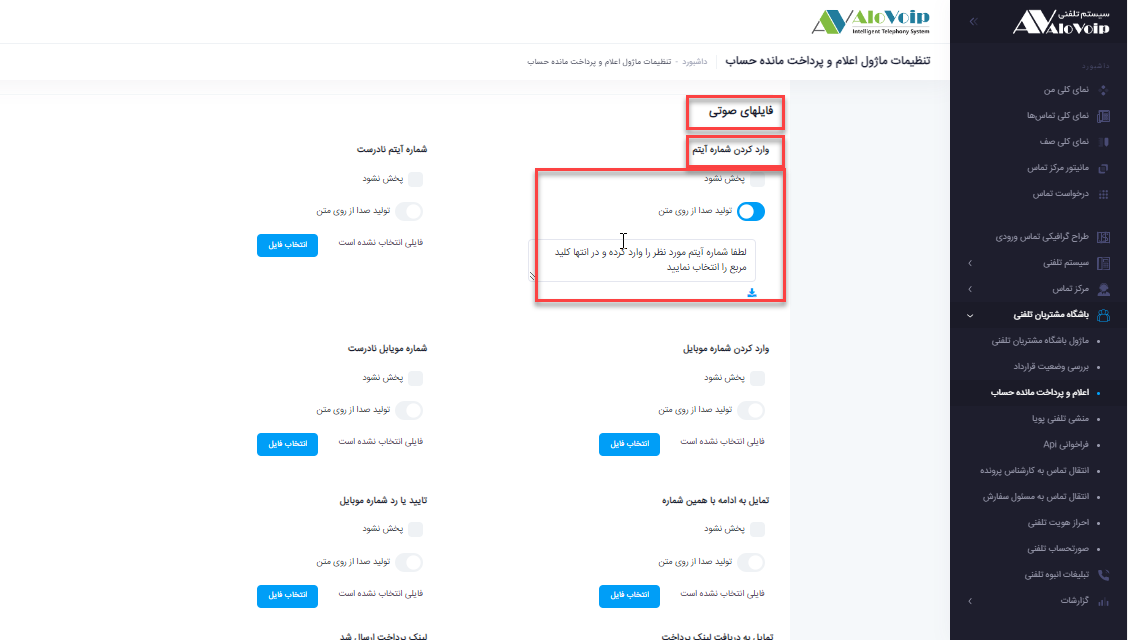 سیستم تلفنی
AloVoip
داشبورد
نمای کلی من
نمای کلی تماس‌ها
نمای کلی صف
مانیتور مرکز تماس
درخواست تماس
طراح گرافیکی تماس ورودی
سیستم تلفنی
مرکز تماس
باشگاه مشتریان تلفنی
ماژول باشگاه مشتریان تلفنی
بررسی وضعیت قرارداد
اعلام و پرداخت مانده حساب
منشی تلفنی پویا
فراخوانی Api
انتقال تماس به کارشناس پرونده
انتقال تماس به مسئول سفارش
احراز هویت تلفنی
صورتحساب تلفنی
تبلیغات انبوه تلفنی
گزارشات
AloVoip
Intelligent Telephony System
تنظیمات ماژول اعلام و پرداخت مانده حساب
داشبورد - تنظیمات ماژول اعلام و پرداخت مانده حساب
فایلهای صوتی
وارد کردن شماره آیتم
پخش نشود
تولید صدا از روی متن
لطفا شماره آیتم مورد نظر را وارد کرده و در انتها کلید
مربع را انتخاب نمایید
شماره آیتم نادرست
پخش نشود
تولید صدا از روی متن
فایلی انتخاب نشده است
انتخاب فایل
وارد کردن شماره موبایل
پخش نشود
تولید صدا از روی متن
فایلی انتخاب نشده است
انتخاب فایل
شماره موبایل نادرست
پخش نشود
تولید صدا از روی متن
فایلی انتخاب نشده است
انتخاب فایل
تمایل به ادامه با همین شماره
پخش نشود
تولید صدا از روی متن
فایلی انتخاب نشده است
انتخاب فایل
تایید یا رد شماره موبایل
پخش نشود
تولید صدا از روی متن
فایلی انتخاب نشده است
انتخاب فایل
تمایل به دریافت لینک پرداخت
لینک پرداخت ارسال شد